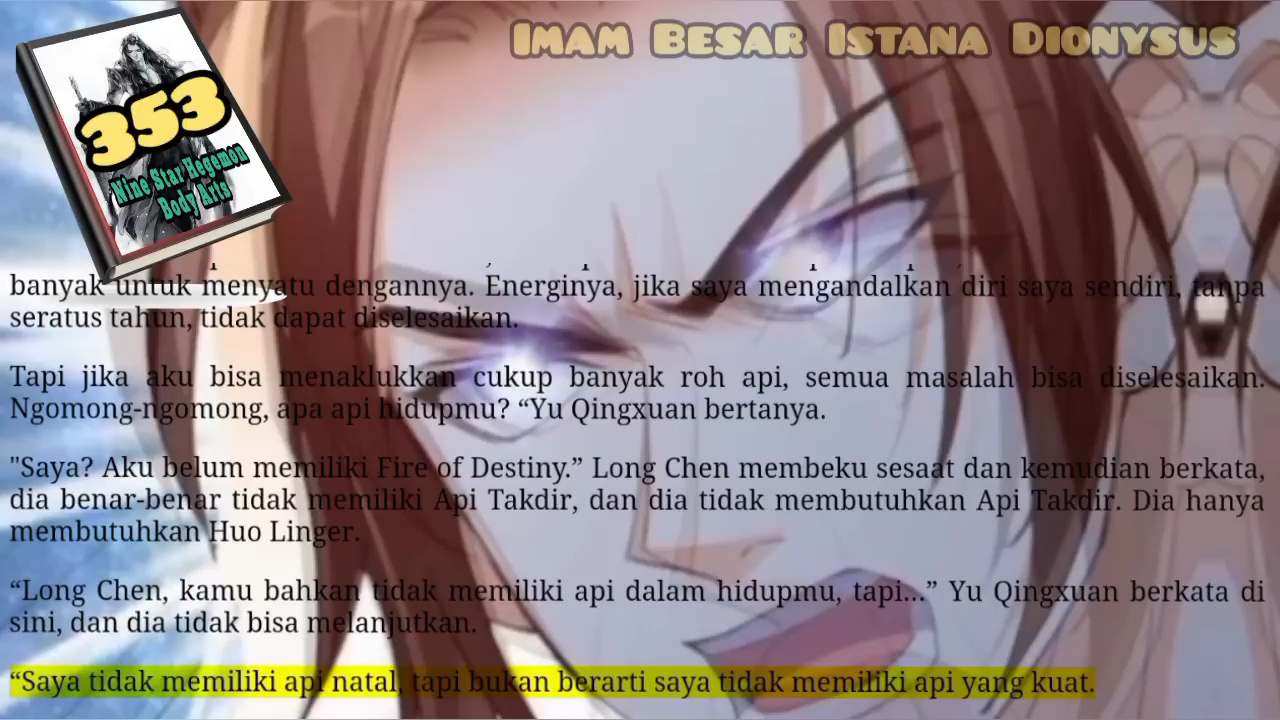 Imam Besar Istana Dionysus
353
Nine Star Hegemon
Body Arts
banyak untuk menyatu dengannya. Energinya, jika saya mengandalkan diri saya sendiri, tanpa
seratus tahun, tidak dapat diselesaikan.
Tapi jika aku bisa menaklukkan cukup banyak roh api, semua masalah bisa diselesaikan.
Ngomong-ngomong, apa api hidupmu? “Yu Qingxuan bertanya.
"Saya? Aku belum memiliki Fire of Destiny.” Long Chen membeku sesaat dan kemudian berkata,
dia benar-benar tidak memiliki Api Takdir, dan dia tidak membutuhkan Api Takdir. Dia hanya
membutuhkan Huo Linger.
“Long Chen, kamu bahkan tidak memiliki api dalam hidupmu, tapi...” Yu Qingxuan berkata di
sini, dan dia tidak bisa melanjutkan.
“Saya tidak memiliki api natal, tapi bukan berarti saya tidak memiliki api yang kuat.